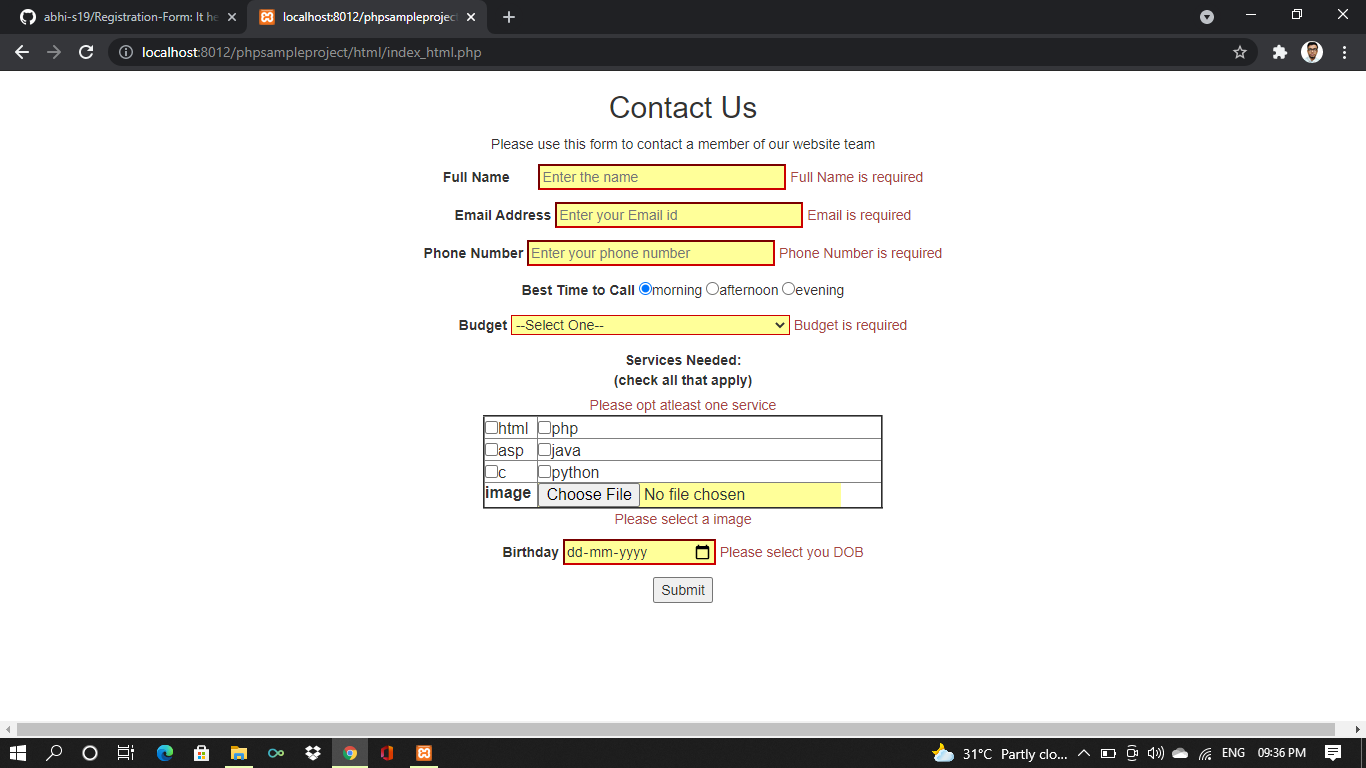 abhi-s19/Registration-Form: It he
localhost:8012/phpsampleproject
localhost:8012/phpsampleproject/html/index_html.php
Contact Us
Please use this form to contact a member of our website team
Full Name Enter the name Full Name is required
Email Address Enter your Email id Email is required
Phone Number Enter your phone number Phone Number is required
Best Time to Call morning afternoon evening
Budget --Select One-- Budget is required
Services Needed:
(check all that apply)
Please opt atleast one service
html php
asp java
c python
image Choose File No file chosen
Please select a image
Birthday dd-mm-yyyy Please select you DOB
Submit
31°C Partly clo... ENG 09:36 PM